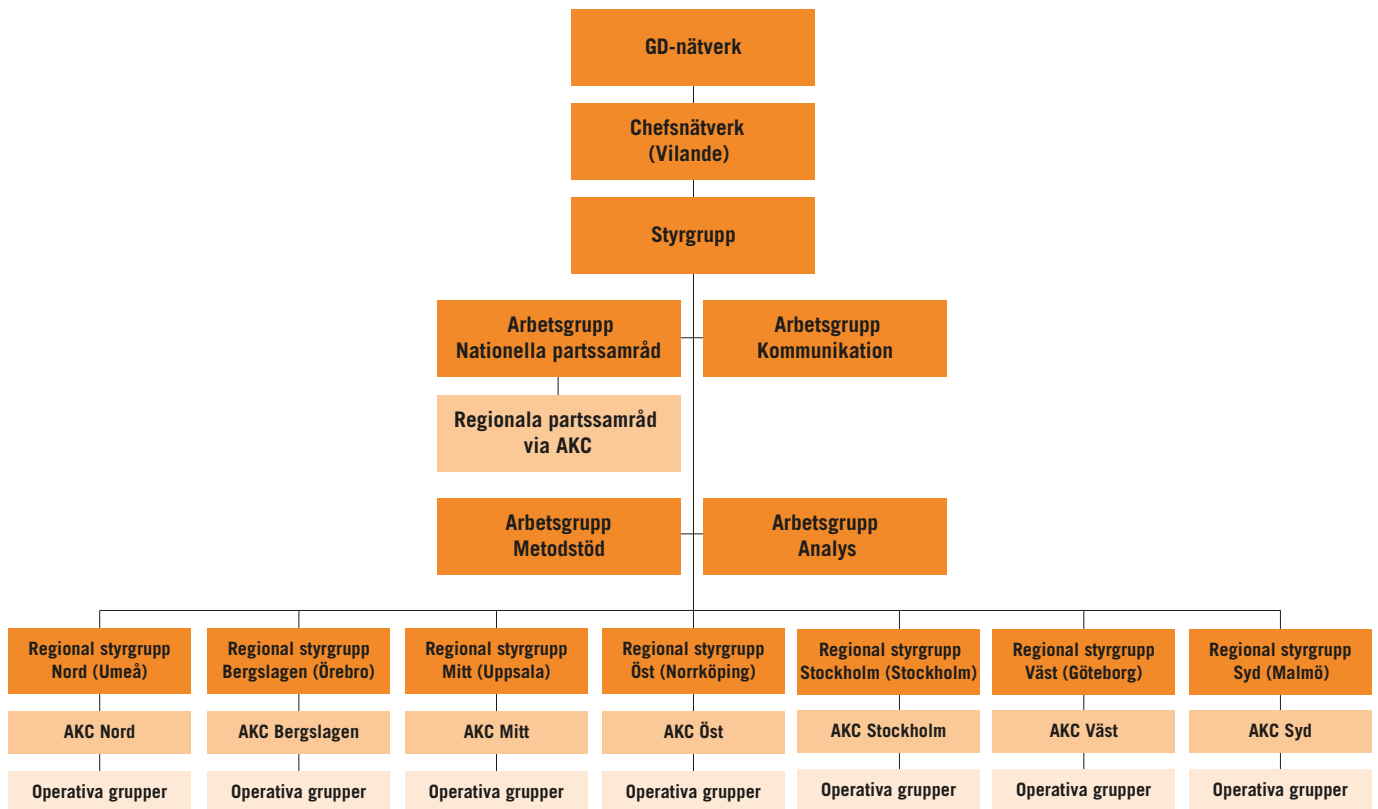 GD-nätverk
Chefsnätverk
(Vilande)
Styrgrupp
Arbetsgrupp
Nationella partssamråd
Arbetsgrupp
Kommunikation
Regionala partssamråd
via AKC
Arbetsgrupp
Metodstöd
Arbetsgrupp
Analys
Regional styrgrupp
Nord (Umeå)
Regional styrgrupp
Bergslagen (Örebro)
Regional styrgrupp
Mitt (Uppsala)
Regional styrgrupp
Öst (Norrköping)
Regional styrgrupp
Stockholm (Stockholm)
Regional styrgrupp
Väst (Göteborg)
Regional styrgrupp
Syd (Malmö)
AKC Nord
AKC Bergslagen
AKC Mitt
AKC Öst
AKC Stockholm
AKC Väst
AKC Syd
Operativa grupper
Operativa grupper
Operativa grupper
Operativa grupper
Operativa grupper
Operativa grupper
Operativa grupper